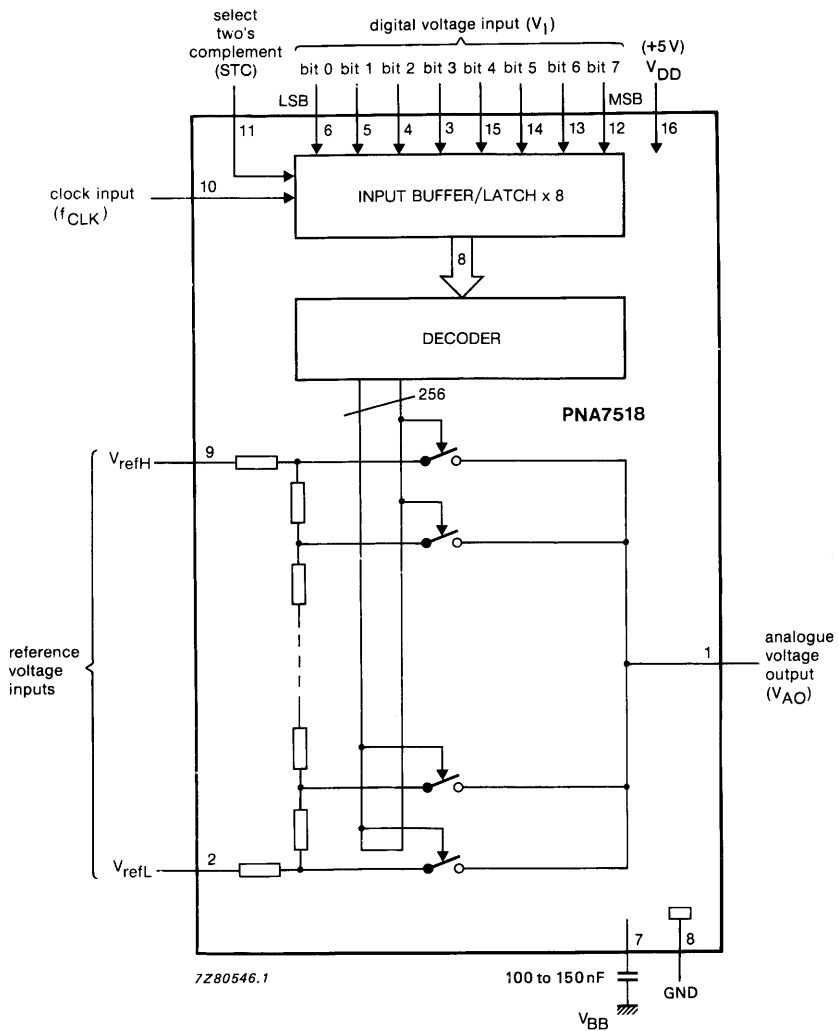 select
two's
complement
(STC)
digital voltage input (VI)
(+5 V)
VDD
bit 0 bit 1 bit 2 bit 3 bit 4 bit 5 bit 6 bit 7
LSB
MSB
11 6 5 4 3 15 14 13 12 16
clock input
(fCLK)
10
INPUT BUFFER/LATCH x 8
8
DECODER
256
PNA7518
VrefH
9
reference
voltage
inputs
1
analogue
voltage
output
(VAO)
VrefL
2
7
8
7Z80546.1
100 to 150 nF
GND
VBB